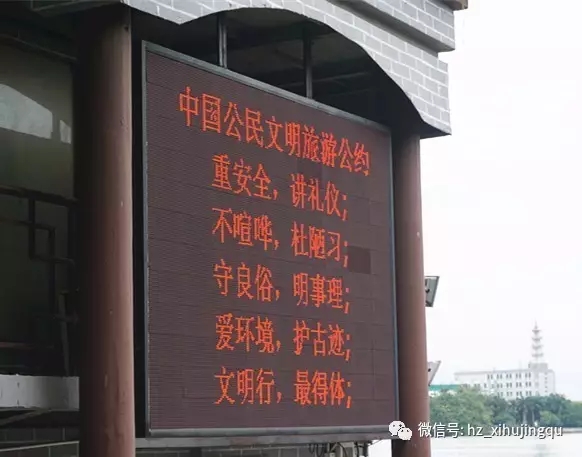 中国公民文明旅游公约
重安全，讲礼仪；
不喧哗，杜陋习；
守良俗，明事理；
爱环境，护古迹；
文明行，最得体；
微信号: hz_xihujingqu